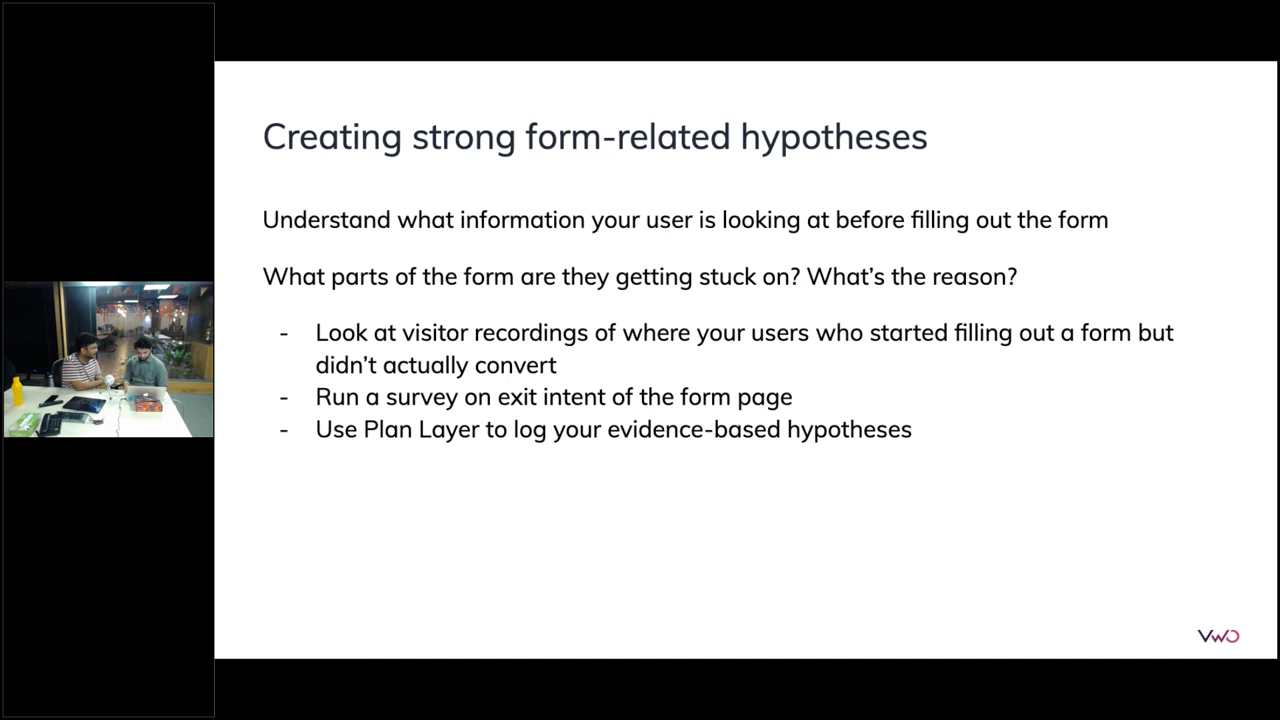 Creating strong form-related hypotheses
Understand what information your user is looking at before filling out the form
What parts of the form are they getting stuck on? What's the reason?
- Look at visitor recordings of where your users who started filling out a form but
didn't actually convert
- Run a survey on exit intent of the form page
- Use Plan Layer to log your evidence-based hypotheses
VWO